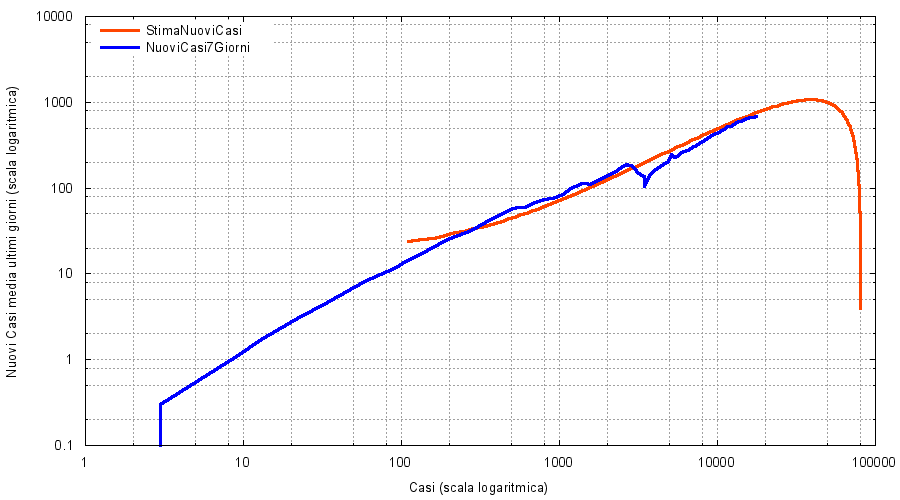 10000
StimaNuoviCasi
NuoviCasi7Giorni
1000
100
10
1
0.1
Nuovi Casi media ultimi giorni (scala logaritmica)
1 10 100 1000 10000 100000
Casi (scala logaritmica)